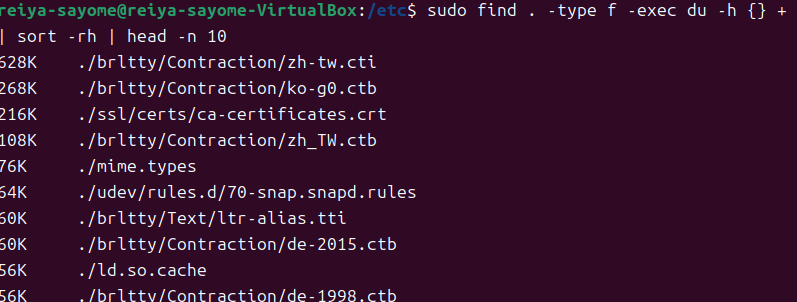 reiya-sayome@reiya-sayome-VirtualBox:/etc$ sudo find . -type f -exec du -h {} +
| sort -rh | head -n 10
628K ./brltty/Contraction/zh-tw.cti
268K ./brltty/Contraction/ko-g0.ctb
216K ./ssl/certs/ca-certificates.crt
108K ./brltty/Contraction/zh_TW.ctb
76K ./mime.types
64K ./udev/rules.d/70-snap.snapd.rules
60K ./brltty/Text/ltr-alias.tti
60K ./brltty/Contraction/de-2015.ctb
56K ./ld.so.cache
56K ./brltty/Contraction/de-1998.ctb